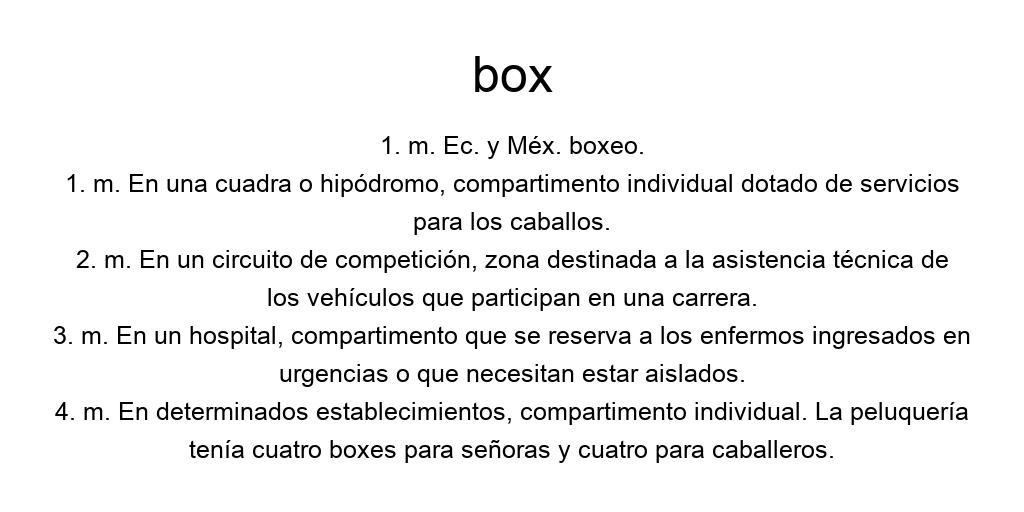 box
1. m. Ec. y Méx. boxeo.
1. m. En una cuadra o hipódromo, compartimento individual dotado de servicios
para los caballos.
2. m. En un circuito de competición, zona destinada a la asistencia técnica de
los vehículos que participan en una carrera.
3. m. En un hospital, compartimento que se reserva a los enfermos ingresados en
urgencias o que necesitan estar aislados.
4. m. En determinados establecimientos, compartimento individual. La peluquería
tenía cuatro boxes para señoras y cuatro para caballeros.